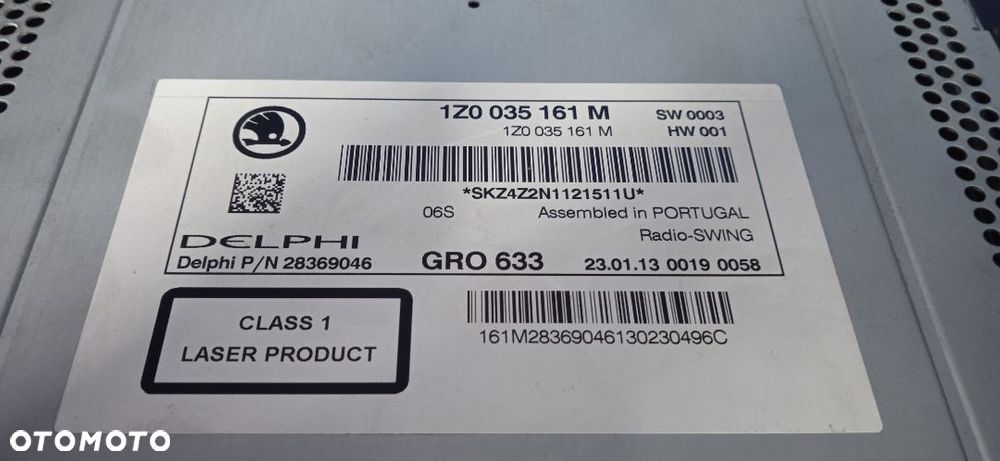 1Z0 035 161 M SW 0003
1Z0 035 161 M HW 001
*SKZ4Z2N1121511U*
06S Assembled in PORTUGAL
Radio-SWING
DELPHI
Delphi P/N 28369046 GRO 633 23.01.13 0019 0058
CLASS 1
LASER PRODUCT
161M28369046130230496C
OTOMOTO